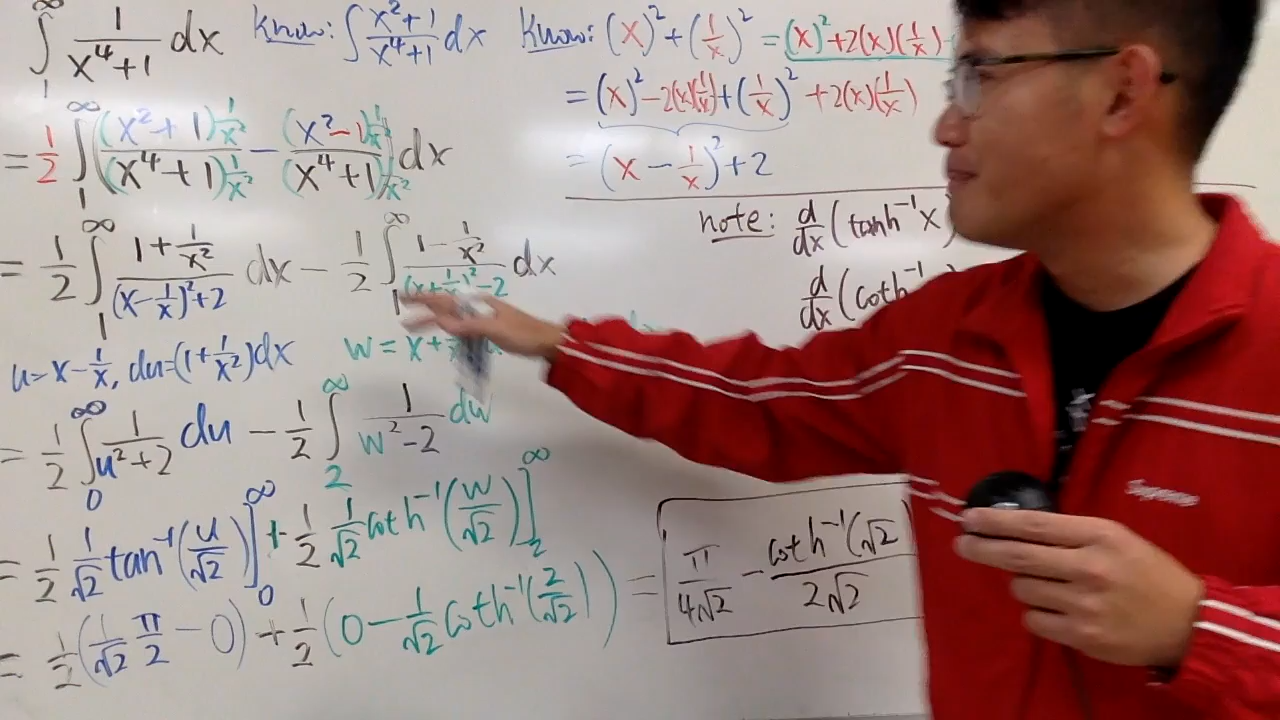 ∫₁^∞ 1/(x⁴+1) dx Know: ∫ (x²+1)/(x⁴+1) dx Know: (x)² + (1/x)² = (x)² + 2(x)(1/x)
= (x)² - 2(x)(1/x) + (1/x)² + 2(x)(1/x)
= (x - 1/x)² + 2
= 1/2 ∫₁^∞ ((x²+1)1/x² / (x⁴+1)1/x² - (x²-1)1/x² / (x⁴+1)1/x²) dx
note: d/dx (tanh⁻¹x)
d/dx (coth⁻¹
= 1/2 ∫₁^∞ (1+1/x²)/((x-1/x)²+2) dx - 1/2 ∫₁^∞ (1-1/x²)/((x+1/x)²-2) dx
u=x-1/x, du=(1+1/x²)dx w = x+
= 1/2 ∫₀^∞ 1/(u²+2) du - 1/2 ∫₂^∞ 1/(w²-2) dw
= 1/2 1/√2 tan⁻¹(u/√2)]₀^∞ + 1/2 1/√2 coth⁻¹(w/√2)]₂^∞
= 1/2 (1/√2 π/2 - 0) + 1/2 (0 - 1/√2 coth⁻¹(2/√2)) = π/(4√2) - coth⁻¹(√2)/(2√2)
Supreme